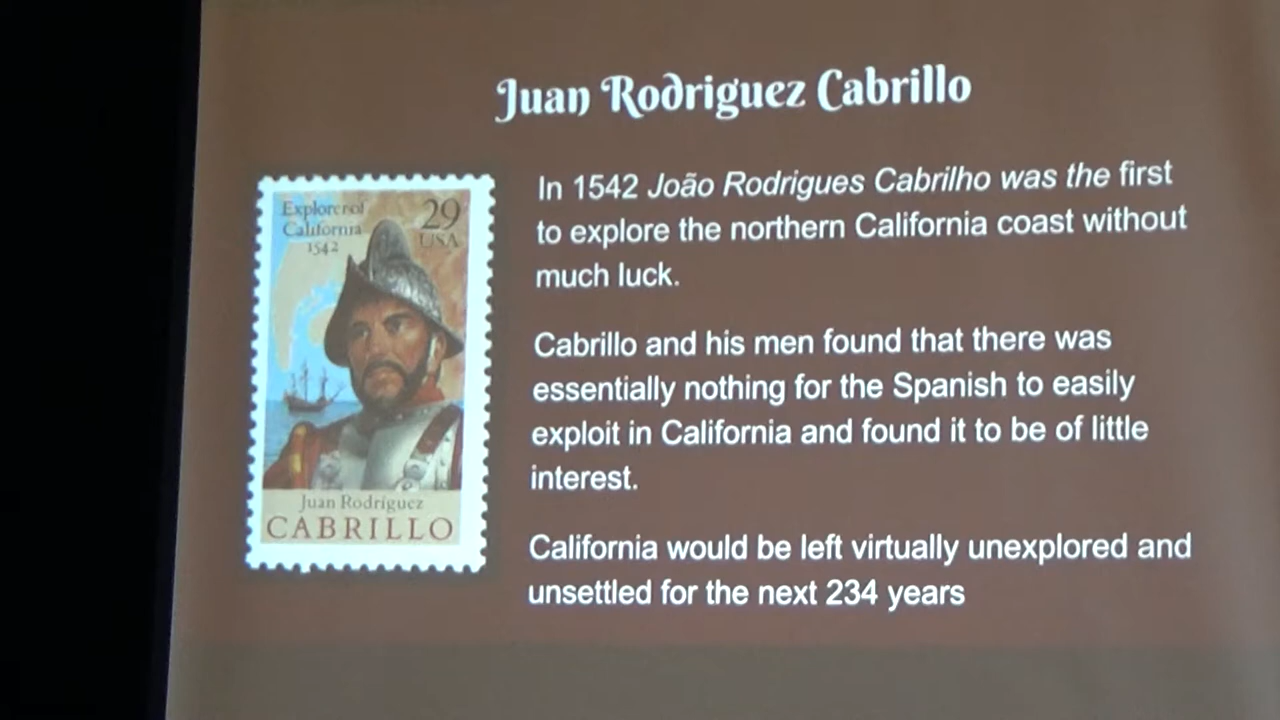 Juan Rodriguez Cabrillo
In 1542 João Rodrigues Cabrilho was the first
to explore the northern California coast without
much luck.
Cabrillo and his men found that there was
essentially nothing for the Spanish to easily
exploit in California and found it to be of little
interest.
California would be left virtually unexplored and
unsettled for the next 234 years
Explorer of
California
1542
29
USA
Juan Rodríguez
CABRILLO